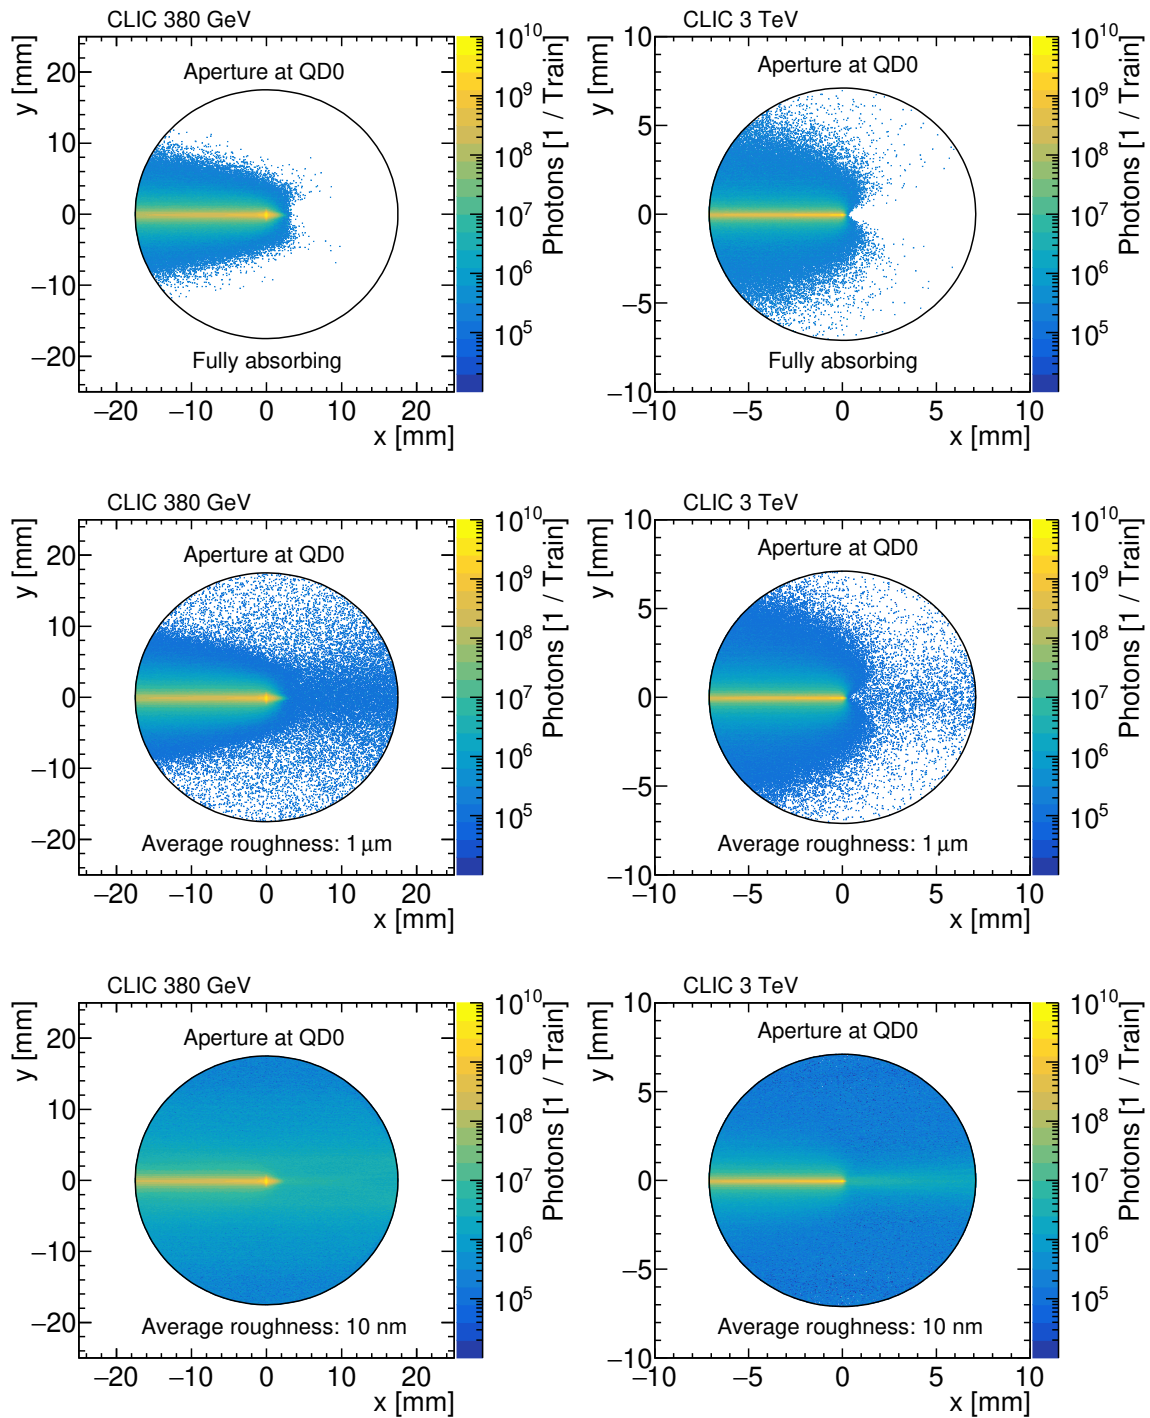 CLIC 380 GeV
y [mm]
20
10
0
−10
−20
Aperture at QD0
Fully absorbing
−20 −10 0 10 20
x [mm]
10^10
10^9
10^8
10^7
10^6
10^5
Photons [1 / Train]
CLIC 3 TeV
y [mm]
10
5
0
−5
−10
Aperture at QD0
Fully absorbing
−10 −5 0 5 10
x [mm]
10^10
10^9
10^8
10^7
10^6
10^5
Photons [1 / Train]
CLIC 380 GeV
y [mm]
20
10
0
−10
−20
Aperture at QD0
Average roughness: 1 μm
−20 −10 0 10 20
x [mm]
10^10
10^9
10^8
10^7
10^6
10^5
Photons [1 / Train]
CLIC 3 TeV
y [mm]
10
5
0
−5
−10
Aperture at QD0
Average roughness: 1 μm
−10 −5 0 5 10
x [mm]
10^10
10^9
10^8
10^7
10^6
10^5
Photons [1 / Train]
CLIC 380 GeV
y [mm]
20
10
0
−10
−20
Aperture at QD0
Average roughness: 10 nm
−20 −10 0 10 20
x [mm]
10^10
10^9
10^8
10^7
10^6
10^5
Photons [1 / Train]
CLIC 3 TeV
y [mm]
10
5
0
−5
−10
Aperture at QD0
Average roughness: 10 nm
−10 −5 0 5 10
x [mm]
10^10
10^9
10^8
10^7
10^6
10^5
Photons [1 / Train]